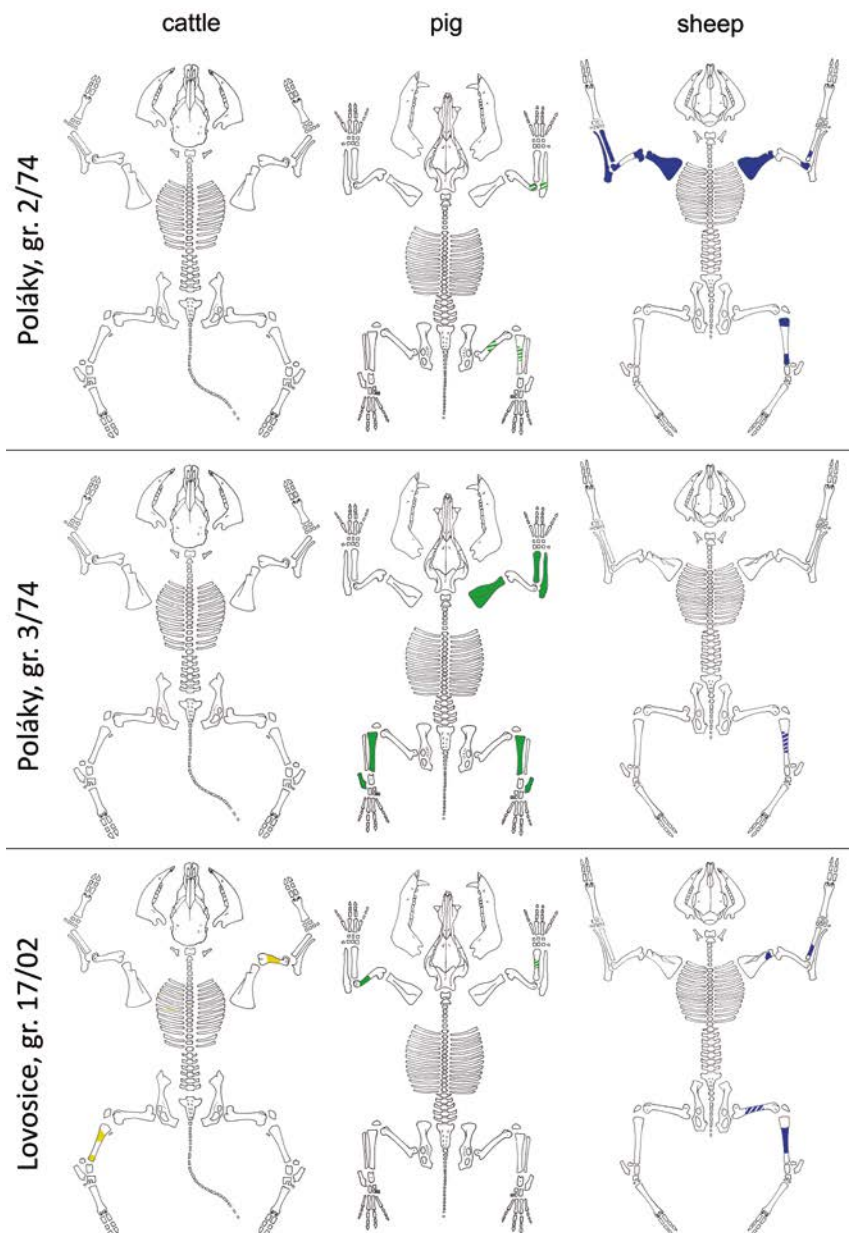 cattle pig sheep
Poláky, gr. 2/74
Poláky, gr. 3/74
Lovosice, gr. 17/02